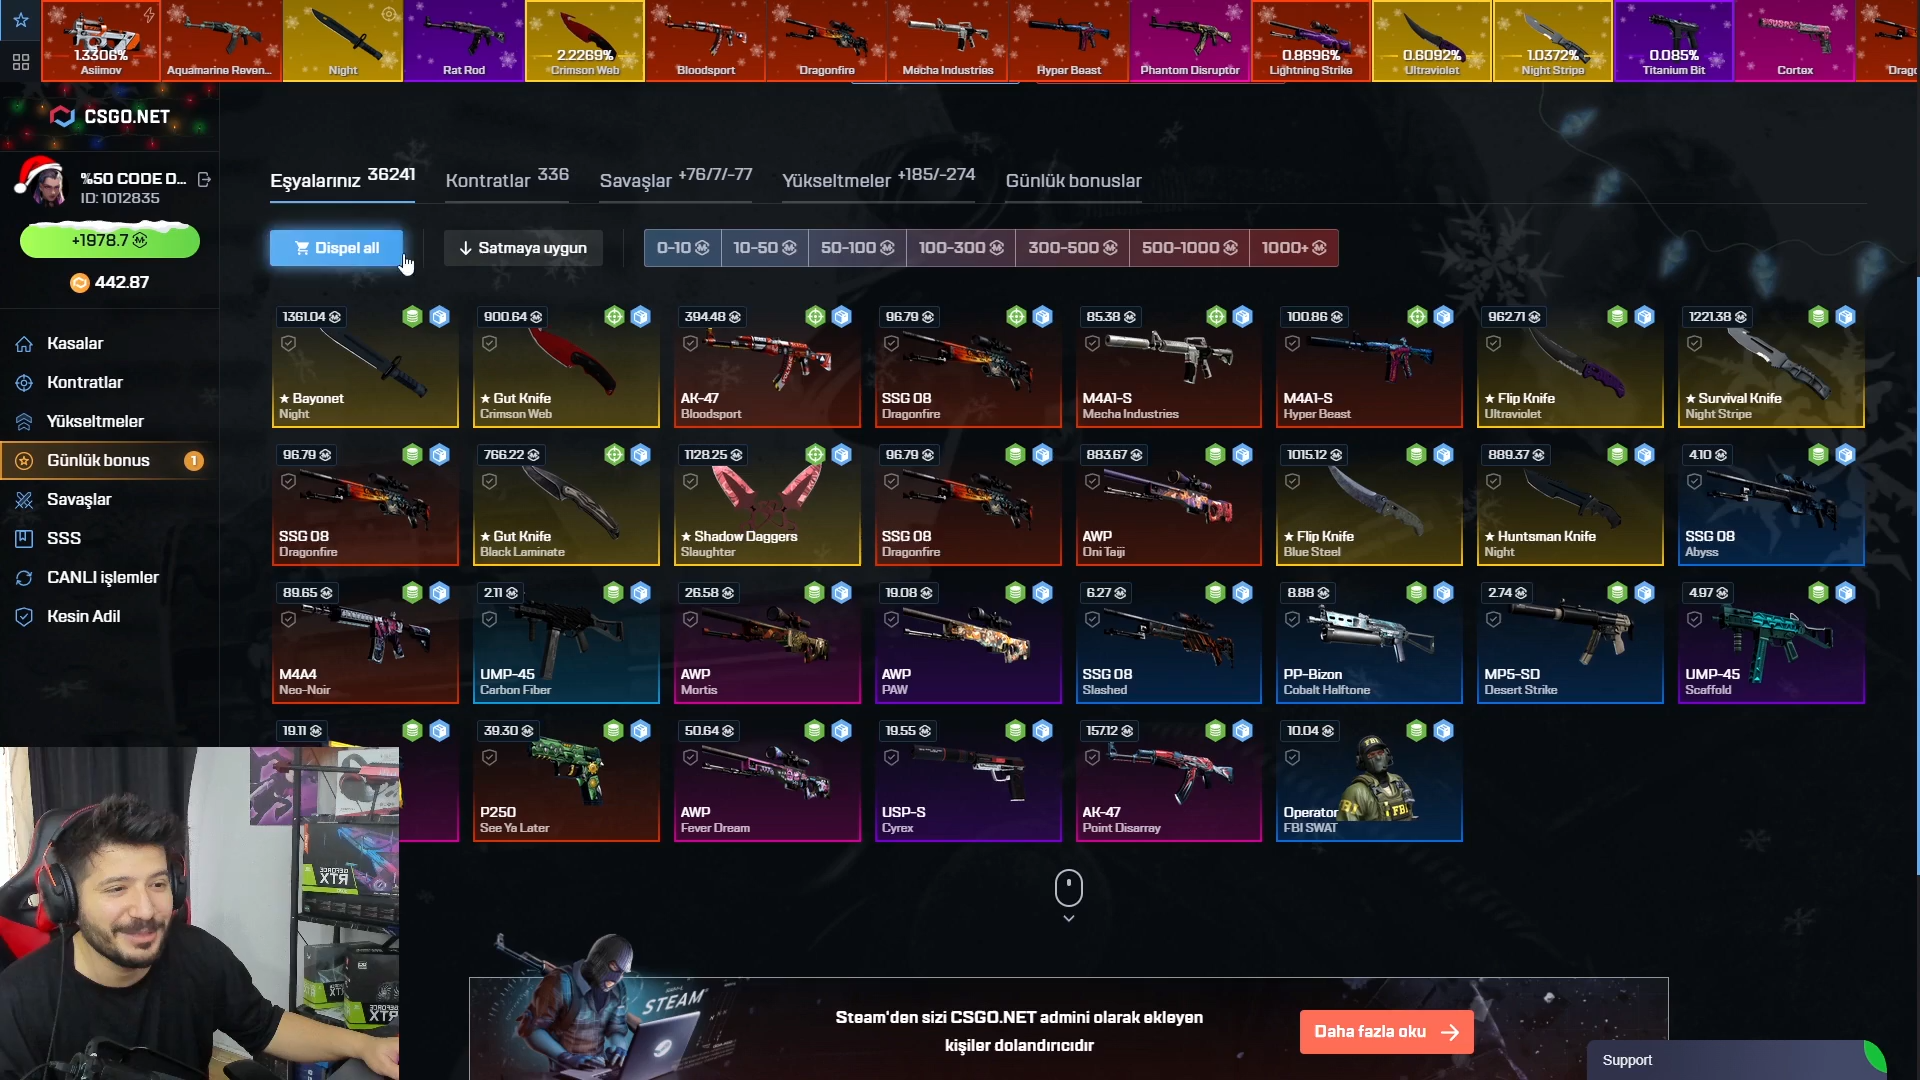 1.3306%
Asiimov
Aquamarine Reven...
Night
Rat Rod
2.2269%
Crimson Web
Bloodsport
Dragonfire
Mecha Industries
Hyper Beast
Phantom Disruptor
0.8696%
Lightning Strike
0.6092%
Ultraviolet
1.0372%
Night Stripe
0.085%
Titanium Bit
Cortex
CSGO.NET
%50 CODE D...
ID: 1012835
+1978.7
442.87
Kasalar
Kontratlar
Yükseltmeler
Günlük bonus 1
Savaşlar
SSS
CANLI işlemler
Kesin Adil
Eşyalarınız 36241
Kontratlar 336
Savaşlar +76/7/-77
Yükseltmeler +185/-274
Günlük bonuslar
Dispel all
Satmaya uygun
0-10
10-50
50-100
100-300
300-500
500-1000
1000+
1361.04
★ Bayonet
Night
900.64
★ Gut Knife
Crimson Web
394.48
AK-47
Bloodsport
96.79
SSG 08
Dragonfire
85.38
M4A1-S
Mecha Industries
100.86
M4A1-S
Hyper Beast
962.71
★ Flip Knife
Ultraviolet
1221.38
★ Survival Knife
Night Stripe
96.79
SSG 08
Dragonfire
766.22
★ Gut Knife
Black Laminate
1128.25
★ Shadow Daggers
Slaughter
96.79
SSG 08
Dragonfire
883.67
AWP
Oni Taiji
1015.12
★ Flip Knife
Blue Steel
889.37
★ Huntsman Knife
Night
4.10
SSG 08
Abyss
89.65
M4A4
Neo-Noir
2.11
UMP-45
Carbon Fiber
26.58
AWP
Mortis
19.08
AWP
PAW
6.27
SSG 08
Slashed
8.88
PP-Bizon
Cobalt Halftone
2.74
MP5-SD
Desert Strike
4.97
UMP-45
Scaffold
19.11
39.30
P250
See Ya Later
50.64
AWP
Fever Dream
19.55
USP-S
Cyrex
157.12
AK-47
Point Disarray
10.04
Operator
FBI SWAT
STEAM
Steam'den sizi CSGO.NET admini olarak ekleyen
kişiler dolandırıcıdır
Daha fazla oku
Support